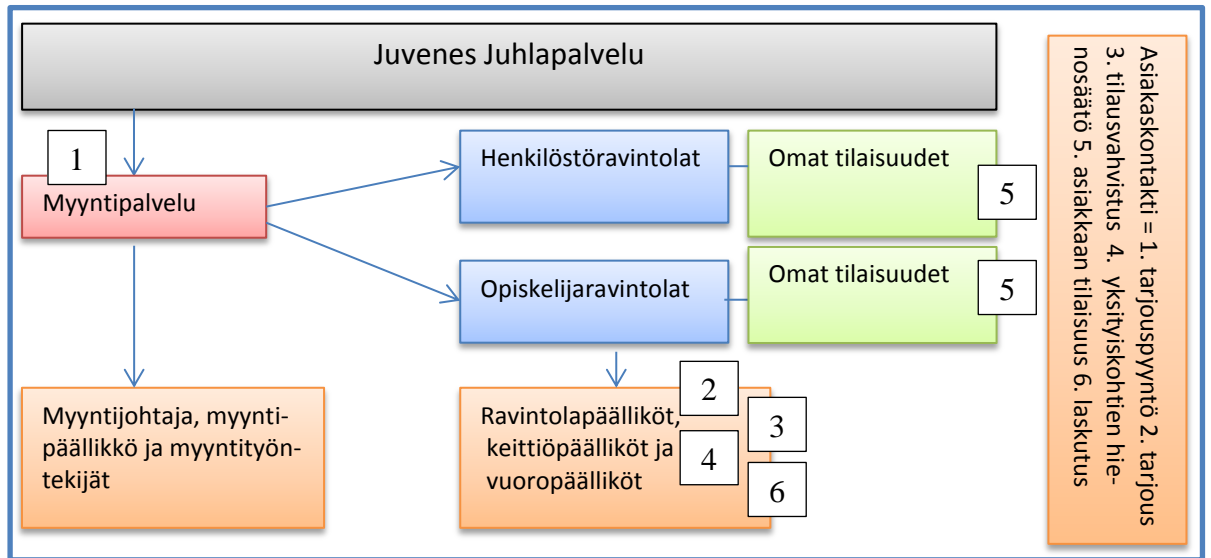 Juvenes Juhlapalvelu
1
Myyntipalvelu
Henkilöstöravintolat
Omat tilaisuudet
5
Opiskelijaravintolat
Omat tilaisuudet
5
Myyntijohtaja, myynti-
päällikkö ja myyntityön-
tekijät
Ravintolapäälliköt,
keittiöpäälliköt ja
vuoropäälliköt
2
3
4
6
Asiakaskontakti = 1. tarjouspyyntö 2. tarjous
3. tilausvahvistus 4. yksityiskohtien hie-
nosäätö 5. asiakkaan tilaisuus 6. laskutus